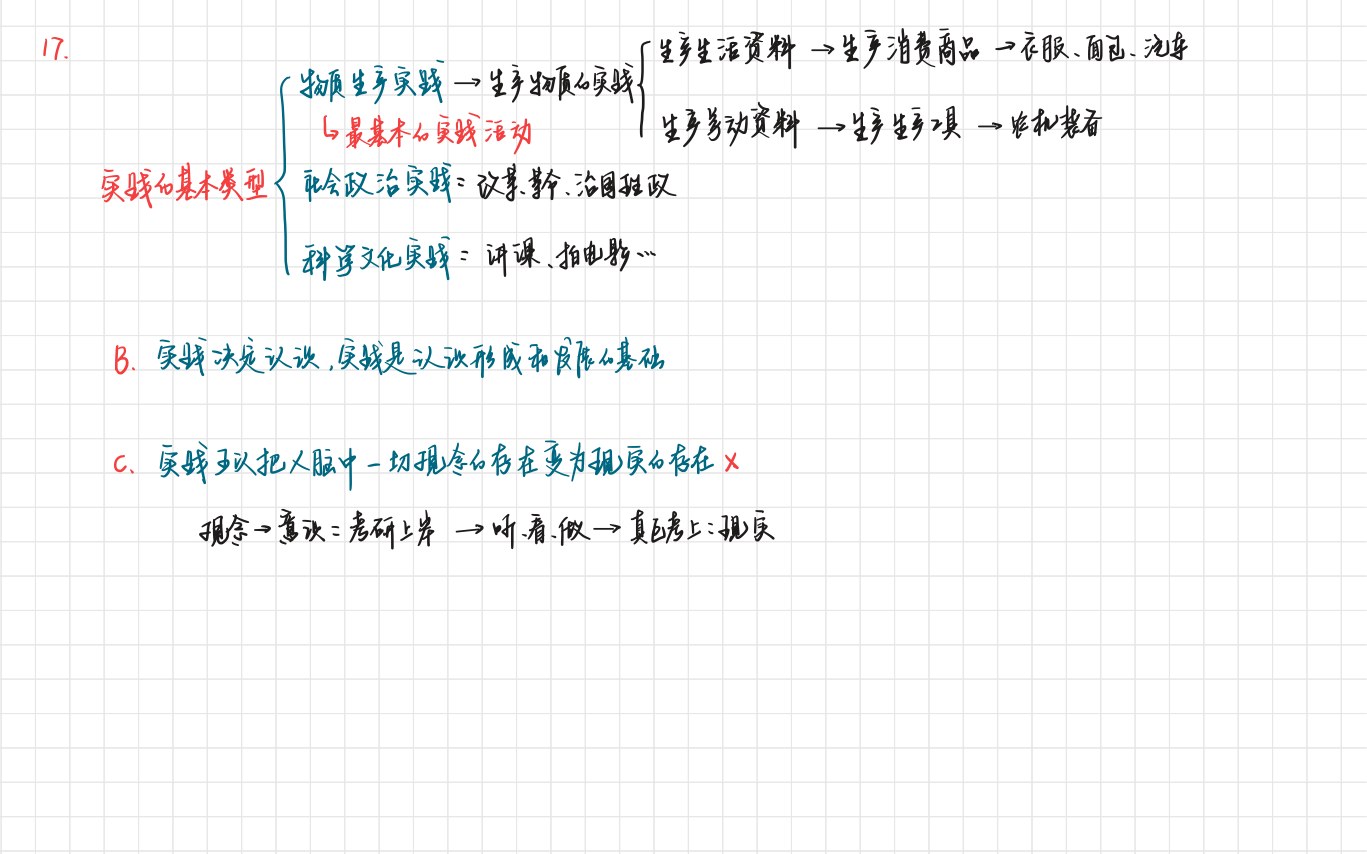 17.
生产生活资料 → 生产消费商品 → 衣服、面包、汽车
物质生产实践 → 生产物质的实践
生产劳动资料 → 生产生产工具 → 农机装备
↳ 最基本的实践活动
实践的基本类型
社会政治实践：改革、革命、治国理政
科学文化实践：讲课、拍电影…
B. 实践决定认识，实践是认识形成和发展的基础
C. 实践可以把人脑中一切观念的存在变为现实的存在 ×
观念→意识：考研上岸 → 听、看、做 → 真正考上：现实